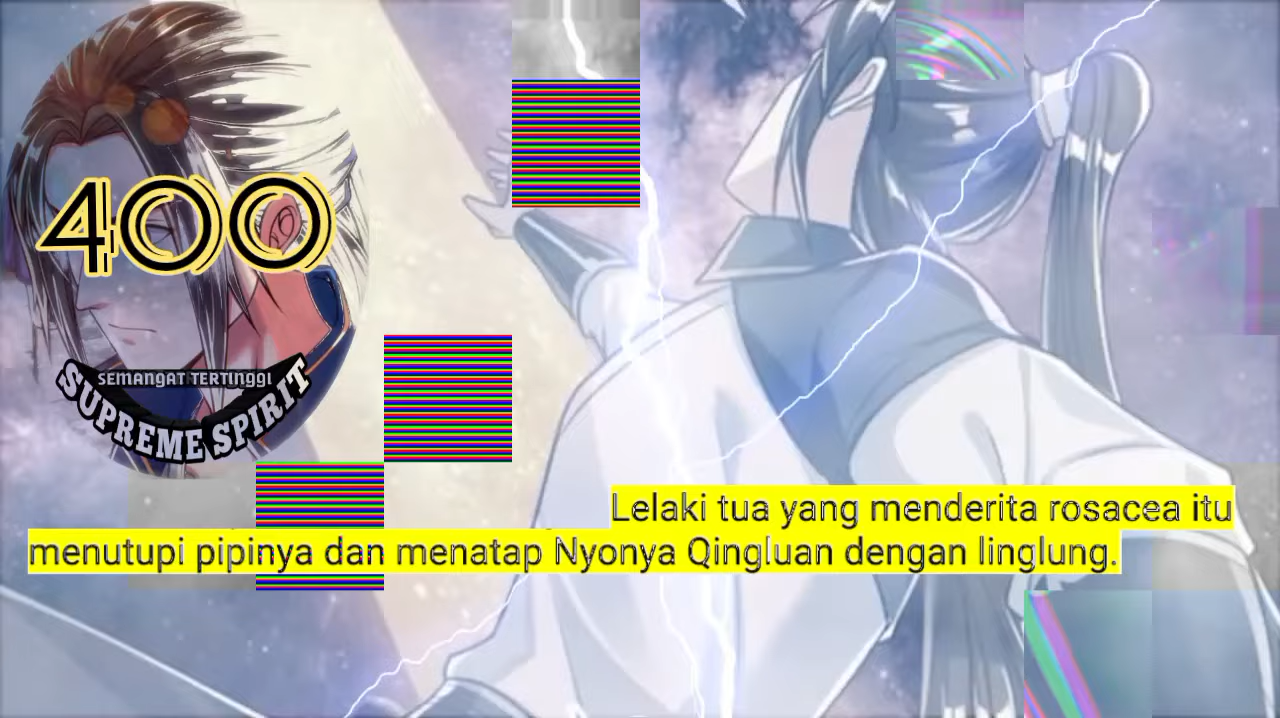 400
SEMANGAT TERTINGGI
SUPREME SPIRIT
Lelaki tua yang menderita rosacea itu
menutupi pipinya dan menatap Nyonya Qingluan dengan linglung.